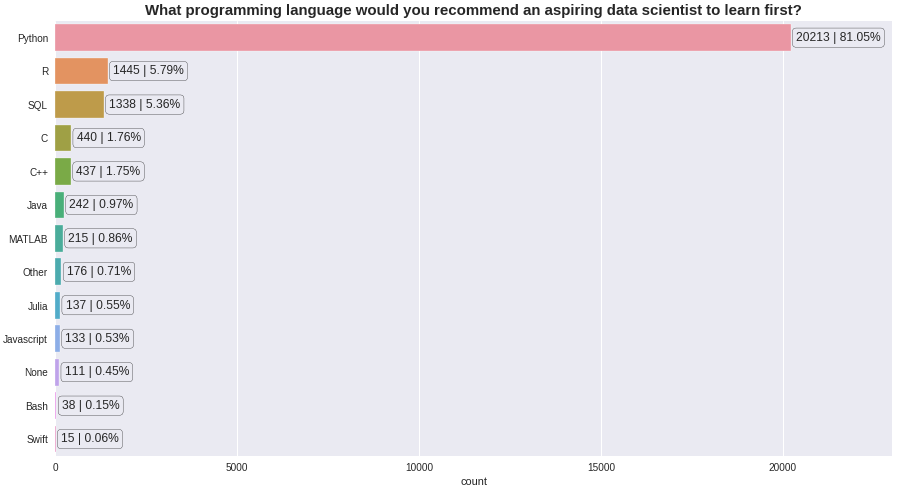 What programming language would you recommend an aspiring data scientist to learn first?
Python 20213 | 81.05%
R 1445 | 5.79%
SQL 1338 | 5.36%
C 440 | 1.76%
C++ 437 | 1.75%
Java 242 | 0.97%
MATLAB 215 | 0.86%
Other 176 | 0.71%
Julia 137 | 0.55%
Javascript 133 | 0.53%
None 111 | 0.45%
Bash 38 | 0.15%
Swift 15 | 0.06%
0 5000 10000 15000 20000
count